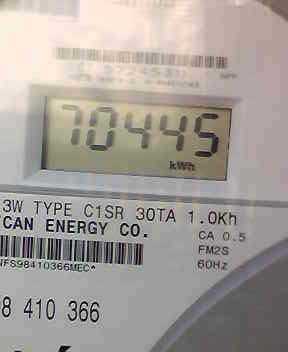 70445
kWh
3W TYPE C1SR 30TA 1.0Kh
CAN ENERGY CO.
CA 0.5
FM2S
NFS98410366MEC*
60Hz
8 410 366